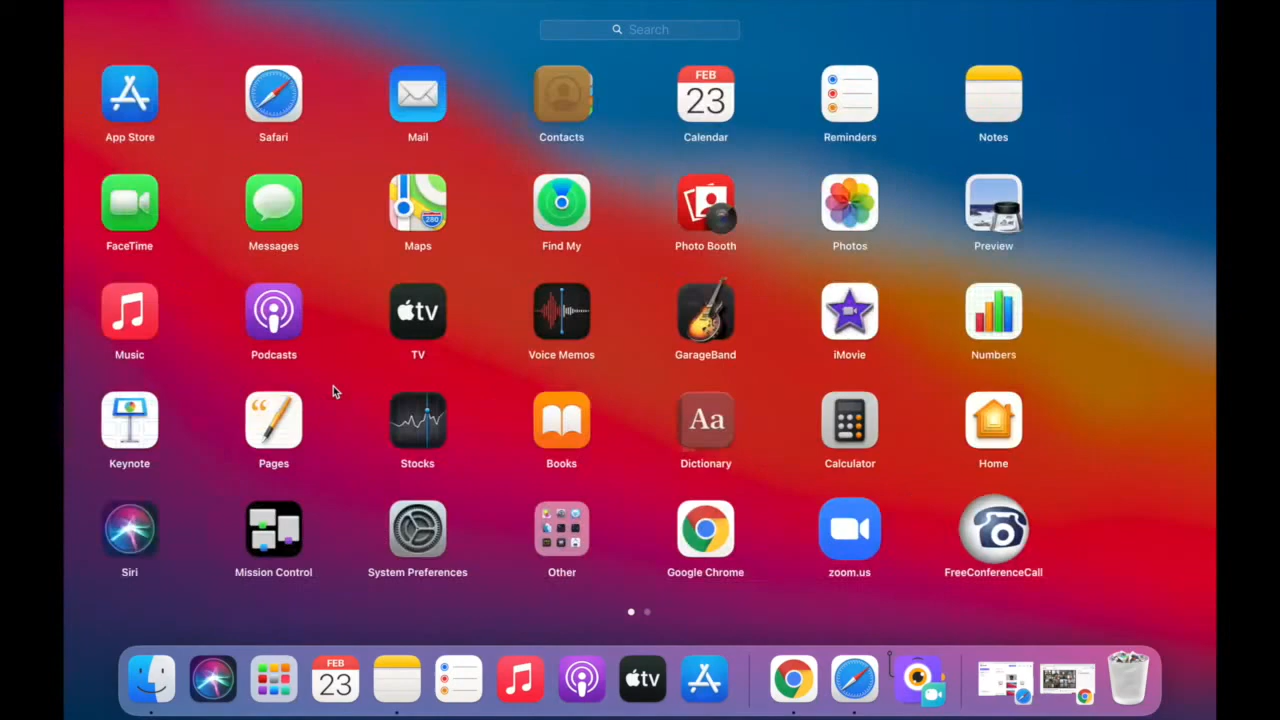 Search
App Store
Safari
Mail
Contacts
FEB
23
Calendar
Reminders
Notes
FaceTime
Messages
280
Maps
Find My
Photo Booth
Photos
Preview
Music
Podcasts
tv
TV
Voice Memos
GarageBand
iMovie
Numbers
Keynote
Pages
Stocks
Books
Aa
Dictionary
Calculator
Home
Siri
Mission Control
System Preferences
Other
Google Chrome
zoom.us
FreeConferenceCall
FEB
23
tv